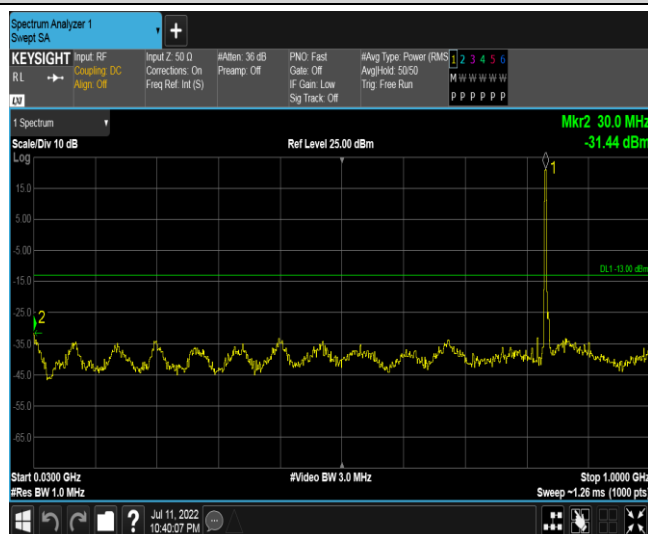 Spectrum Analyzer 1
Swept SA
+
KEYSIGHT
RL
LXI
Input: RF
Coupling: DC
Align: Off
Input Z: 50 Ω
Corrections: On
Freq Ref: Int (S)
#Atten: 36 dB
Preamp: Off
PNO: Fast
Gate: Off
IF Gain: Low
Sig Track: Off
#Avg Type: Power (RMS
Avg|Hold: 50/50
Trig: Free Run
1 2 3 4 5 6
M W W W W W
P P P P P P
1 Spectrum
Mkr2 30.0 MHz
Scale/Div 10 dB
Ref Level 25.00 dBm
-31.44 dBm
Log
1
15.0
5.00
-5.00
DL1 -13.00 dBm
-15.0
-25.0
2
-35.0
-45.0
-55.0
-65.0
Start 0.0300 GHz
#Video BW 3.0 MHz
Stop 1.0000 GHz
#Res BW 1.0 MHz
Sweep ~1.26 ms (1000 pts)
?
Jul 11, 2022
10:40:07 PM